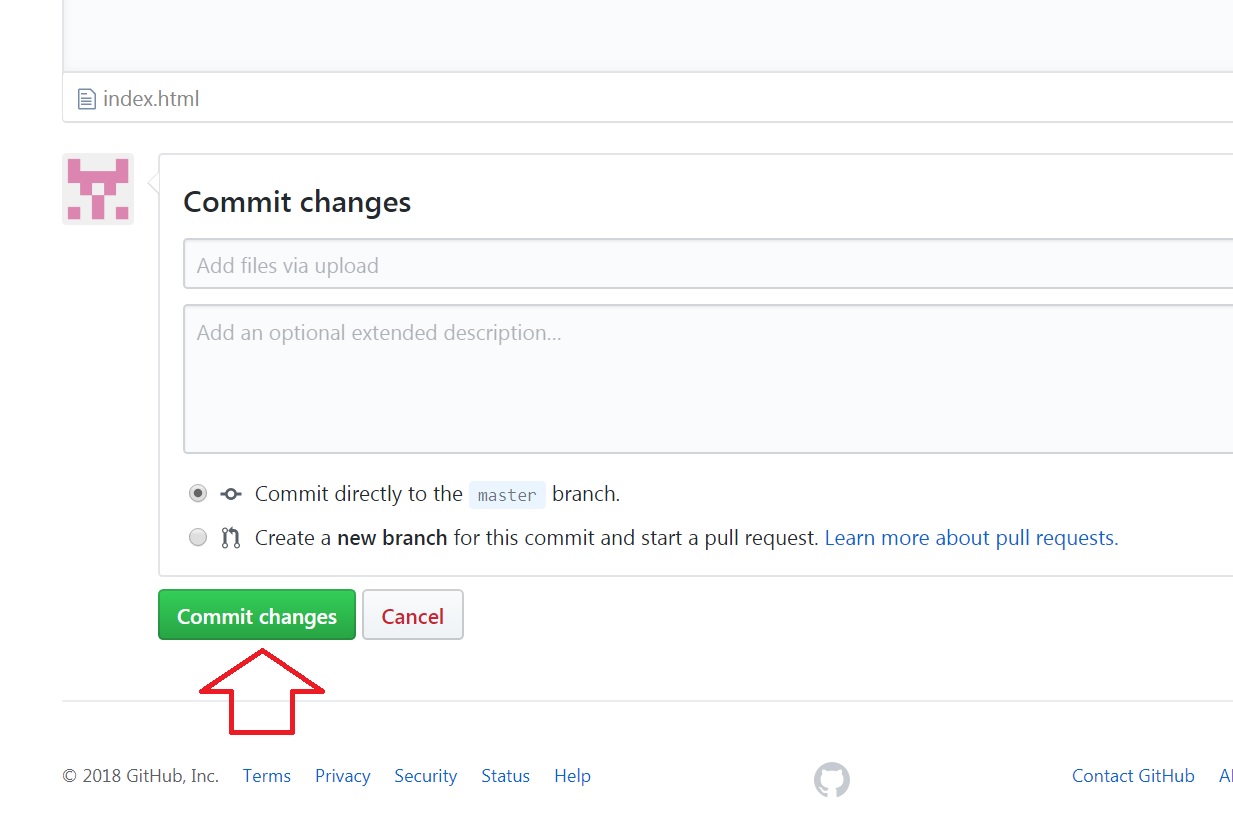 index.html
Commit changes
Add files via upload
Add an optional extended description...
Commit directly to the master branch.
Create a new branch for this commit and start a pull request. Learn more about pull requests.
Commit changes Cancel
© 2018 GitHub, Inc. Terms Privacy Security Status Help Contact GitHub